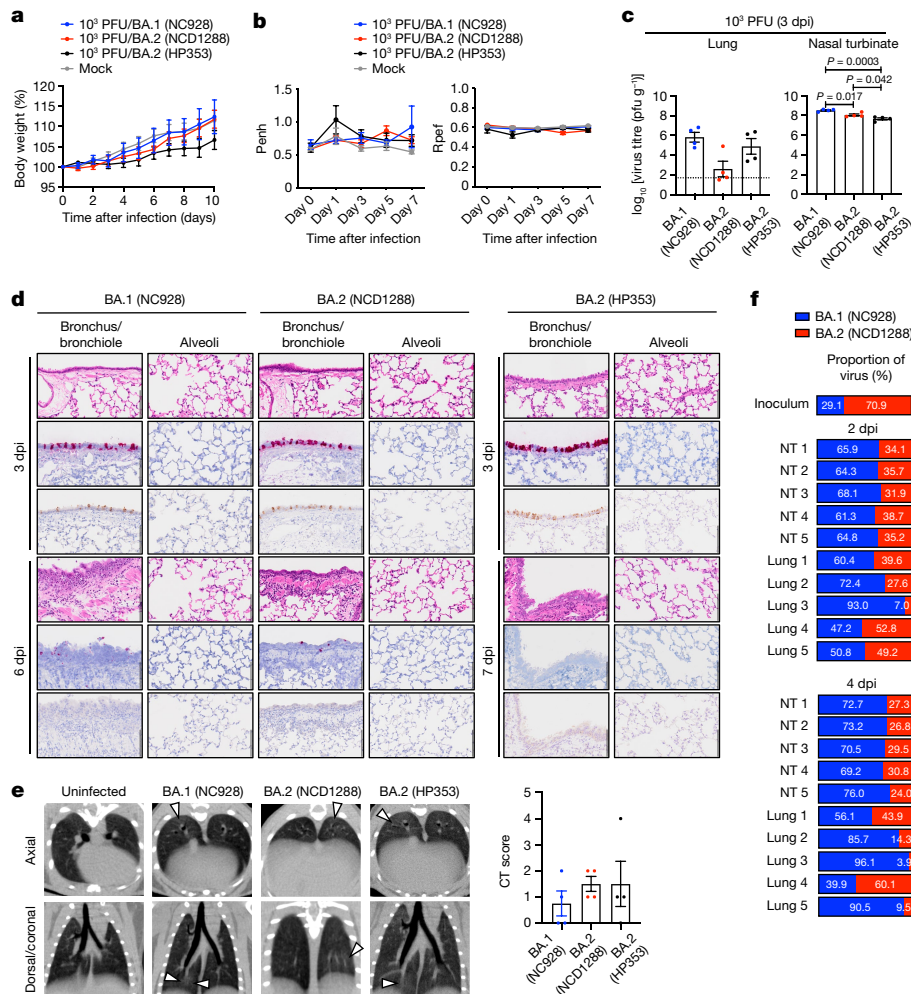 a
10³ PFU/BA.1 (NC928)
10³ PFU/BA.2 (NCD1288)
10³ PFU/BA.2 (HP353)
Mock
Body weight (%)
120
115
110
105
100
95
0 2 4 6 8 10
Time after infection (days)
b
10³ PFU/BA.1 (NC928)
10³ PFU/BA.2 (NCD1288)
10³ PFU/BA.2 (HP353)
Mock
Penh
1.5
1.0
0.5
0
Day 0 Day 1 Day 3 Day 5 Day 7
Time after infection
Rpef
1.0
0.8
0.6
0.4
0.2
0
Day 0 Day 1 Day 3 Day 5 Day 7
Time after infection
c
10³ PFU (3 dpi)
Lung
Nasal turbinate
P = 0.0003
P = 0.042
P = 0.017
log₁₀ [virus titre (pfu g⁻¹)]
10
8
6
4
2
0
BA.1 (NC928)
BA.2 (NCD1288)
BA.2 (HP353)
10
8
6
4
2
0
BA.1 (NC928)
BA.2 (NCD1288)
BA.2 (HP353)
d
BA.1 (NC928)
BA.2 (NCD1288)
BA.2 (HP353)
Bronchus/
bronchiole
Alveoli
Bronchus/
bronchiole
Alveoli
Bronchus/
bronchiole
Alveoli
3 dpi
6 dpi
3 dpi
7 dpi
e
Uninfected
BA.1 (NC928)
BA.2 (NCD1288)
BA.2 (HP353)
Axial
Dorsal/coronal
CT score
5
4
3
2
1
0
BA.1
(NC928)
BA.2
(NCD1288)
BA.2
(HP353)
f
BA.1 (NC928)
BA.2 (NCD1288)
Proportion of
virus (%)
Inoculum 29.1 70.9
2 dpi
NT 1 65.9 34.1
NT 2 64.3 35.7
NT 3 68.1 31.9
NT 4 61.3 38.7
NT 5 64.8 35.2
Lung 1 60.4 39.6
Lung 2 72.4 27.6
Lung 3 93.0 7.0
Lung 4 47.2 52.8
Lung 5 50.8 49.2
4 dpi
NT 1 72.7 27.3
NT 2 73.2 26.8
NT 3 70.5 29.5
NT 4 69.2 30.8
NT 5 76.0 24.0
Lung 1 56.1 43.9
Lung 2 85.7 14.3
Lung 3 96.1 3.9
Lung 4 39.9 60.1
Lung 5 90.5 9.5